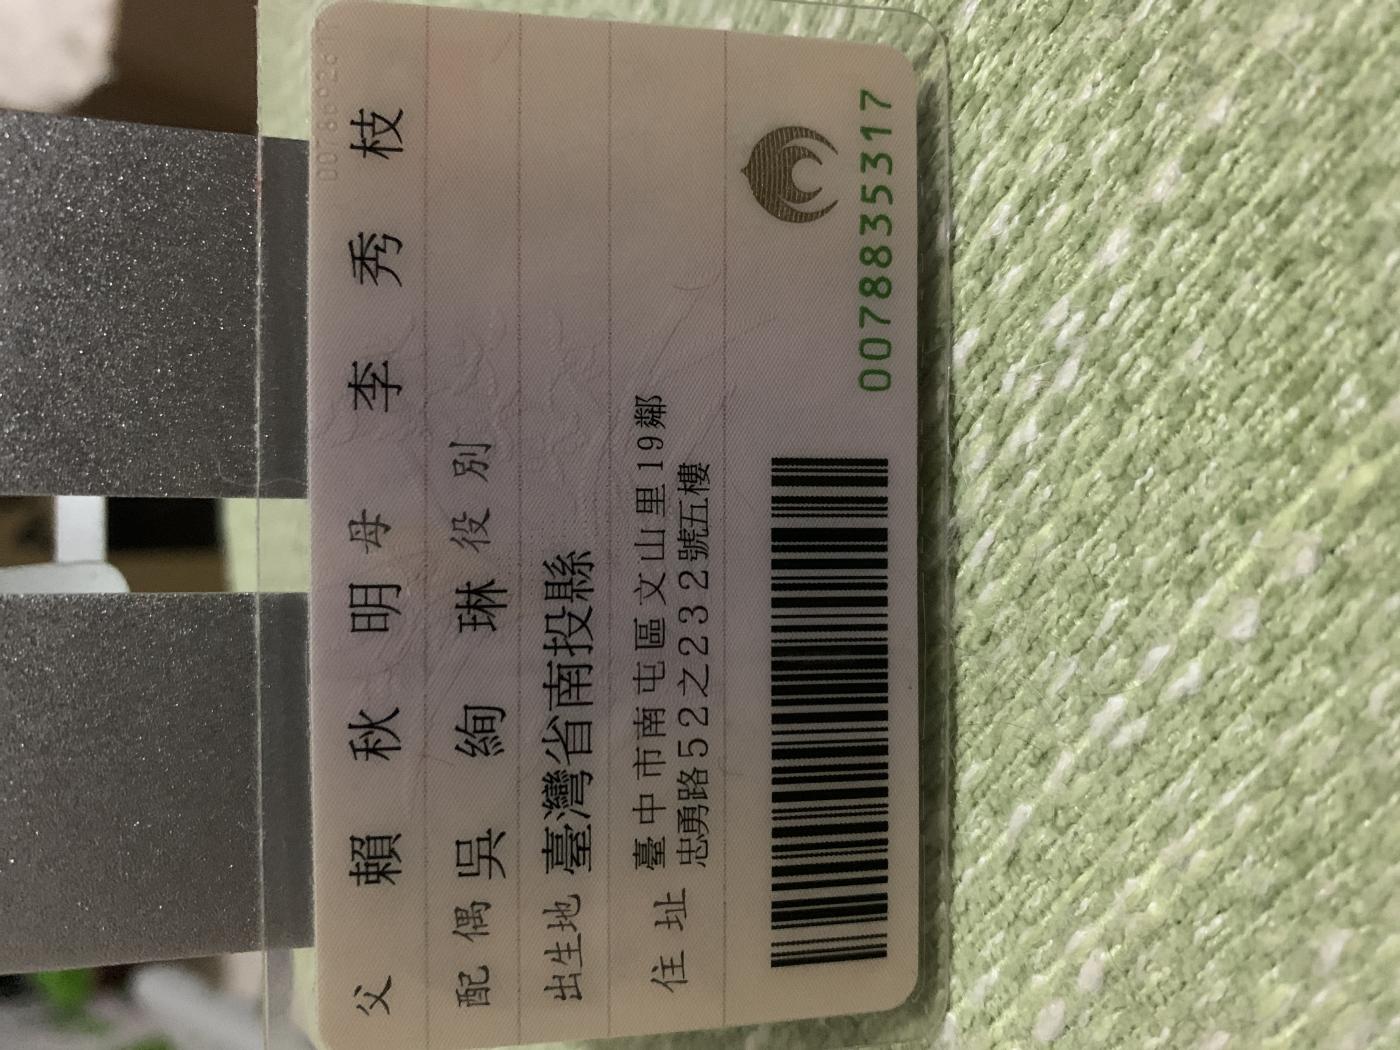 父 賴秋明 母 李秀枝
配偶 吳絢琳 役別
出生地 臺灣省南投縣
住址 臺中市南屯區文山里19鄰
忠勇路52之232號五樓
0078835317